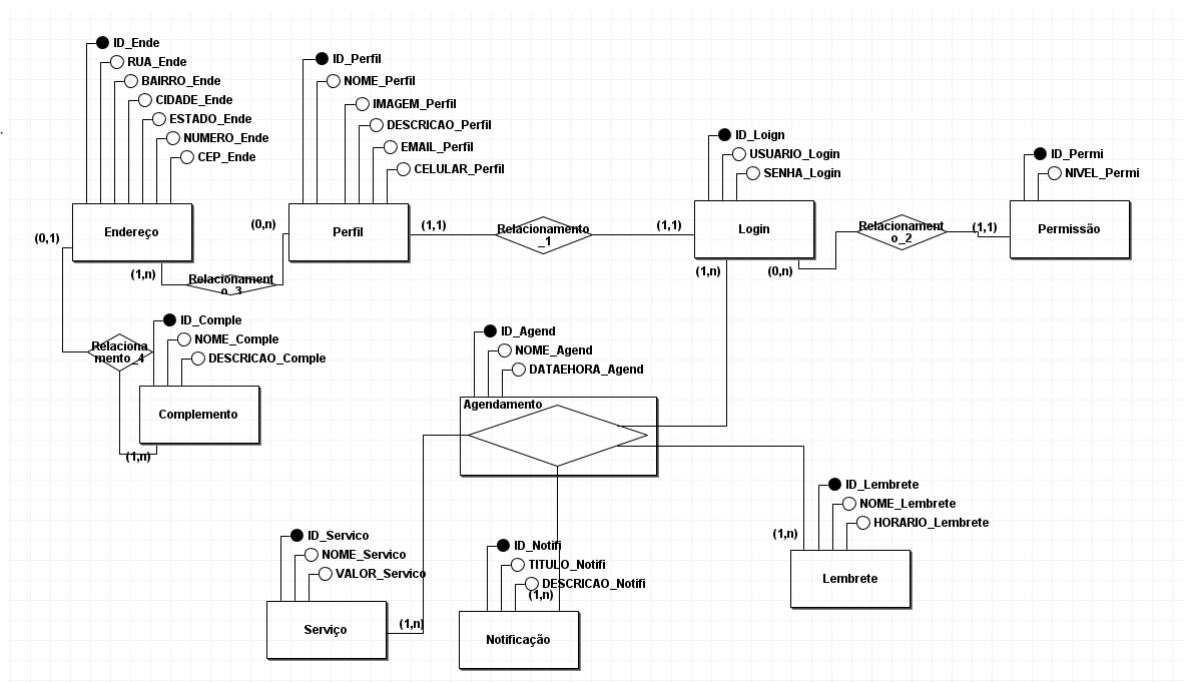 ID_Ende
RUA_Ende
BAIRRO_Ende
CIDADE_Ende
ESTADO_Ende
NUMERO_Ende
CEP_Ende
(0,1)
Endereço
(1,n)
ID_Perfil
NOME_Perfil
IMAGEM_Perfil
DESCRICAO_Perfil
EMAIL_Perfil
CELULAR_Perfil
(0,n)
Perfil
(1,1)
Relacionamento
_1
(1,1)
ID_Loign
USUARIO_Login
SENHA_Login
Login
(1,n)
(0,n)
Relacionament
o_2
(1,1)
ID_Permi
NIVEL_Permi
Permissão
Relacionament
o_3
Relaciona
mento_4
ID_Comple
NOME_Comple
DESCRICAO_Comple
Complemento
(1,n)
ID_Agend
NOME_Agend
DATAEHORA_Agend
Agendamento
ID_Servico
NOME_Servico
VALOR_Servico
Serviço
(1,n)
ID_Notifi
TITULO_Notifi
DESCRICAO_Notifi
(1,n)
Notificação
ID_Lembrete
NOME_Lembrete
HORARIO_Lembrete
(1,n)
Lembrete